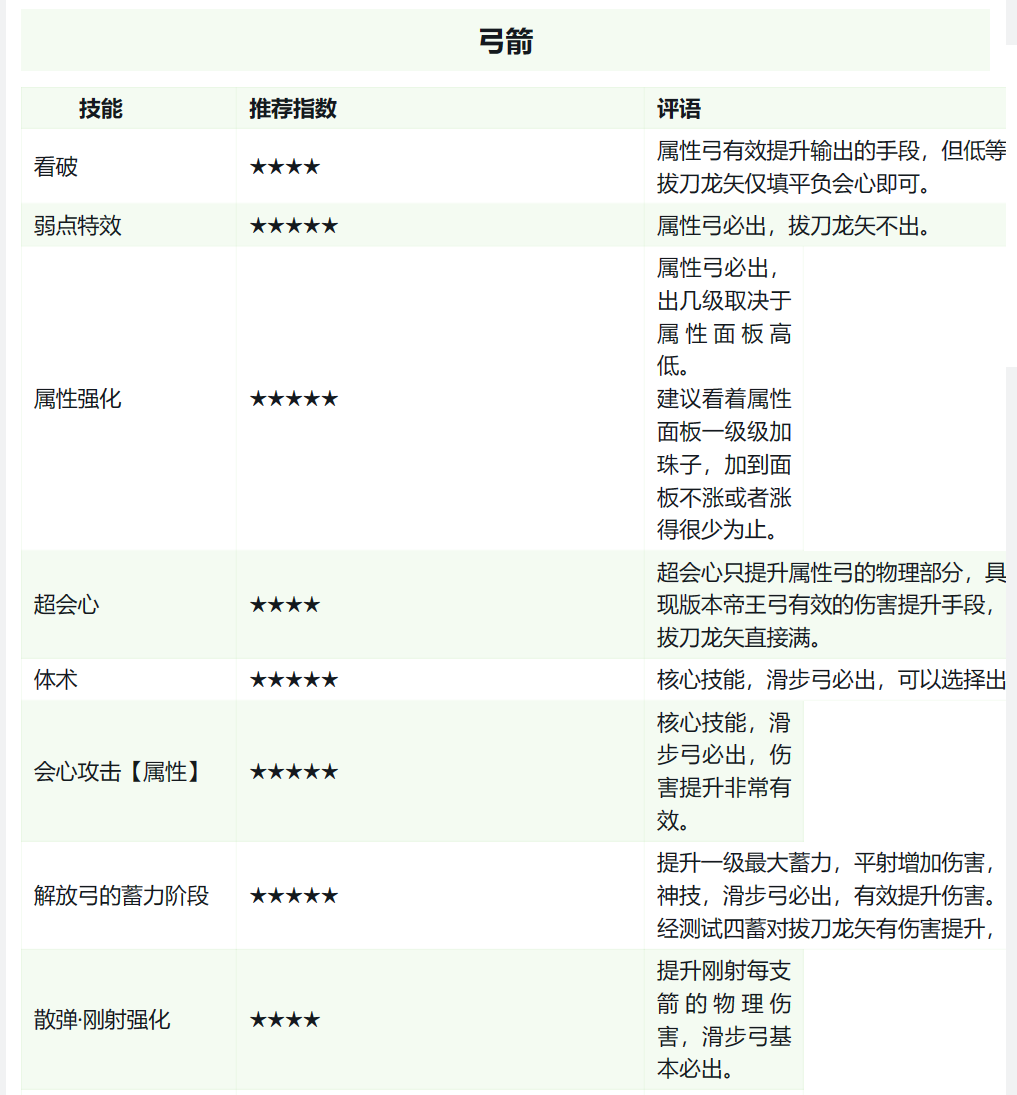 弓箭
技能 推荐指数 评语
看破 ★★★★ 属性弓有效提升输出的手段，但低等
拔刀龙矢仅填平负会心即可。
弱点特效 ★★★★★ 属性弓必出，拔刀龙矢不出。
属性强化 ★★★★★ 属性弓必出，
出几级取决于
属性面板高
低。
建议看着属性
面板一级级加
珠子，加到面
板不涨或者涨
得很少为止。
超会心 ★★★★ 超会心只提升属性弓的物理部分，具
现版本帝王弓有效的伤害提升手段，
拔刀龙矢直接满。
体术 ★★★★★ 核心技能，滑步弓必出，可以选择出
会心攻击【属性】 ★★★★★ 核心技能，滑
步弓必出，伤
害提升非常有
效。
解放弓的蓄力阶段 ★★★★★ 提升一级最大蓄力，平射增加伤害，
神技，滑步弓必出，有效提升伤害。
经测试四蓄对拔刀龙矢有伤害提升，
散弹·刚射强化 ★★★★ 提升刚射每支
箭的物理伤
害，滑步弓基
本必出。